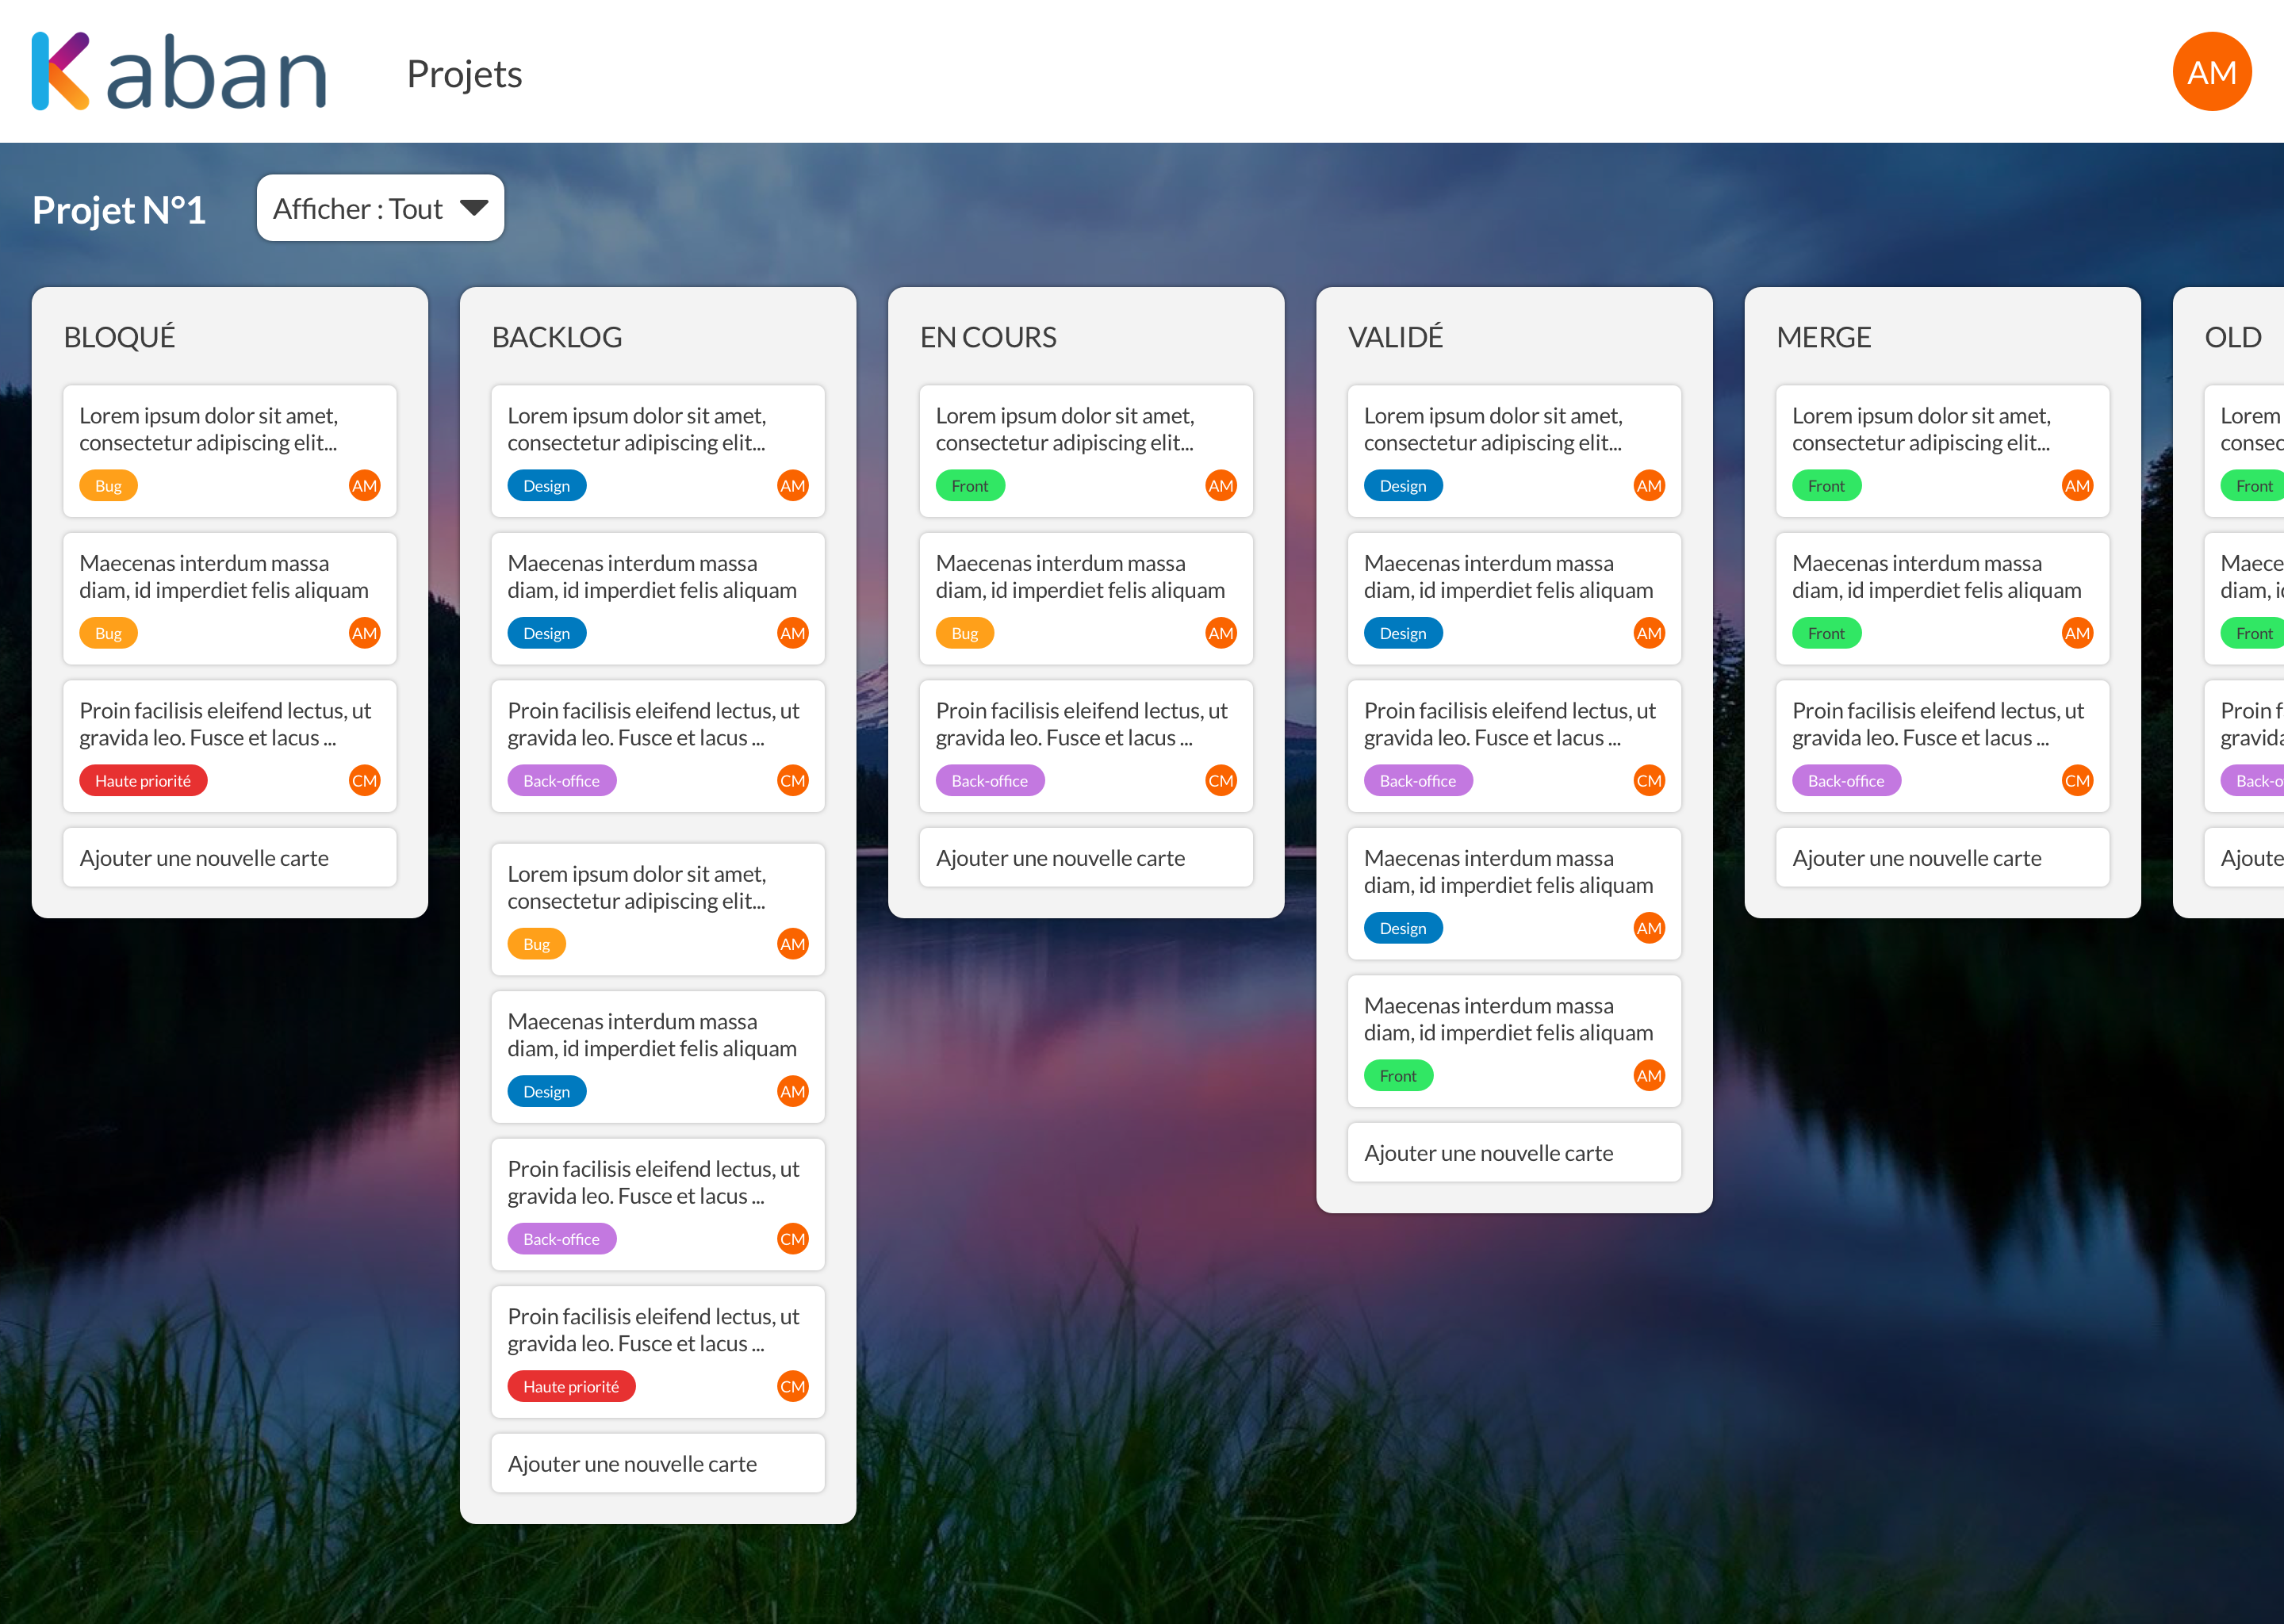 Kaban
Projets
AM
Projet N°1
Afficher : Tout
BLOQUÉ
Lorem ipsum dolor sit amet,
consectetur adipiscing elit...
Bug
AM
Maecenas interdum massa
diam, id imperdiet felis aliquam
Bug
AM
Proin facilisis eleifend lectus, ut
gravida leo. Fusce et lacus ...
Haute priorité
CM
Ajouter une nouvelle carte
BACKLOG
Lorem ipsum dolor sit amet,
consectetur adipiscing elit...
Design
AM
Maecenas interdum massa
diam, id imperdiet felis aliquam
Design
AM
Proin facilisis eleifend lectus, ut
gravida leo. Fusce et lacus ...
Back-office
CM
Lorem ipsum dolor sit amet,
consectetur adipiscing elit...
Bug
AM
Maecenas interdum massa
diam, id imperdiet felis aliquam
Design
AM
Proin facilisis eleifend lectus, ut
gravida leo. Fusce et lacus ...
Back-office
CM
Proin facilisis eleifend lectus, ut
gravida leo. Fusce et lacus ...
Haute priorité
CM
Ajouter une nouvelle carte
EN COURS
Lorem ipsum dolor sit amet,
consectetur adipiscing elit...
Front
AM
Maecenas interdum massa
diam, id imperdiet felis aliquam
Bug
AM
Proin facilisis eleifend lectus, ut
gravida leo. Fusce et lacus ...
Back-office
CM
Ajouter une nouvelle carte
VALIDÉ
Lorem ipsum dolor sit amet,
consectetur adipiscing elit...
Design
AM
Maecenas interdum massa
diam, id imperdiet felis aliquam
Design
AM
Proin facilisis eleifend lectus, ut
gravida leo. Fusce et lacus ...
Back-office
CM
Maecenas interdum massa
diam, id imperdiet felis aliquam
Design
AM
Maecenas interdum massa
diam, id imperdiet felis aliquam
Front
AM
Ajouter une nouvelle carte
MERGE
Lorem ipsum dolor sit amet,
consectetur adipiscing elit...
Front
AM
Maecenas interdum massa
diam, id imperdiet felis aliquam
Front
AM
Proin facilisis eleifend lectus, ut
gravida leo. Fusce et lacus ...
Back-office
CM
Ajouter une nouvelle carte
OLD
Lorem
consec
Front
Maece
diam, i
Front
Proin f
gravida
Back-o
Ajoute